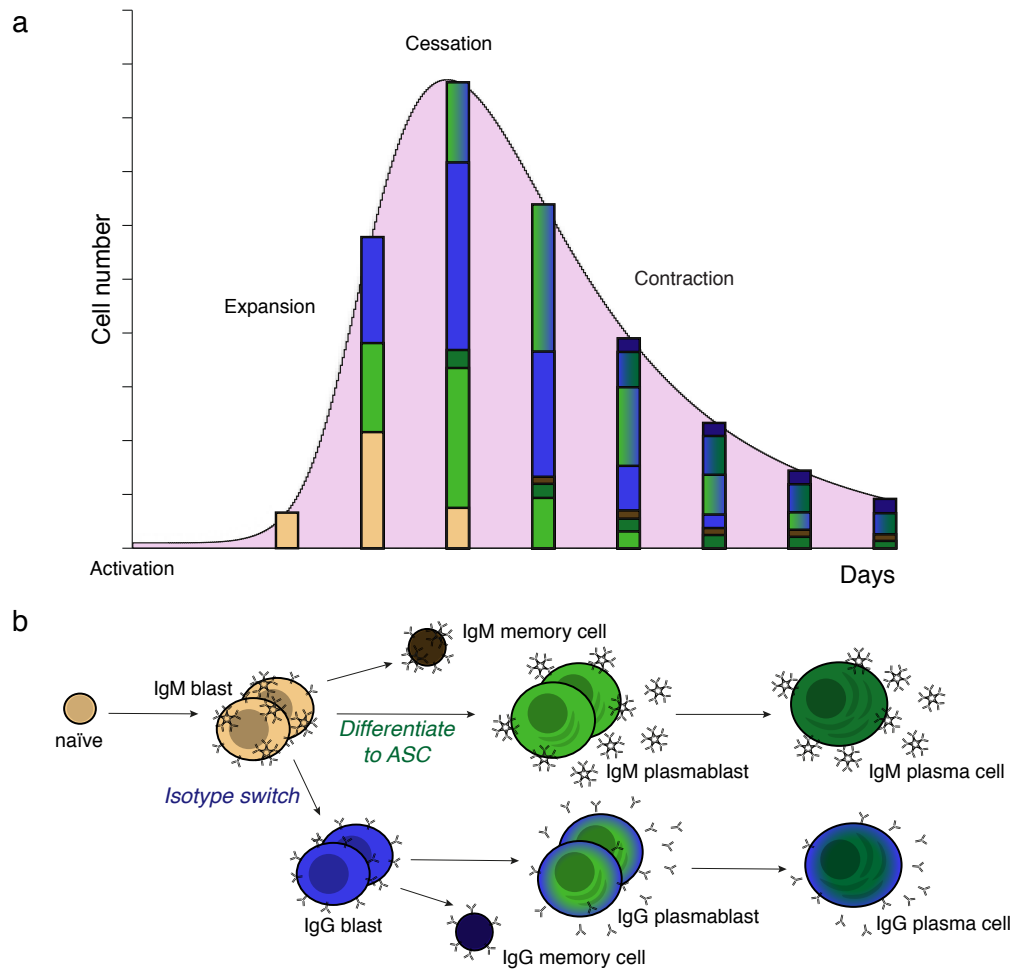 a
Cessation
Expansion
Contraction
Cell number
Activation
Days
b
IgM memory cell
IgM blast
naïve
Differentiate
to ASC
IgM plasmablast
IgM plasma cell
Isotype switch
IgG blast
IgG memory cell
IgG plasmablast
IgG plasma cell